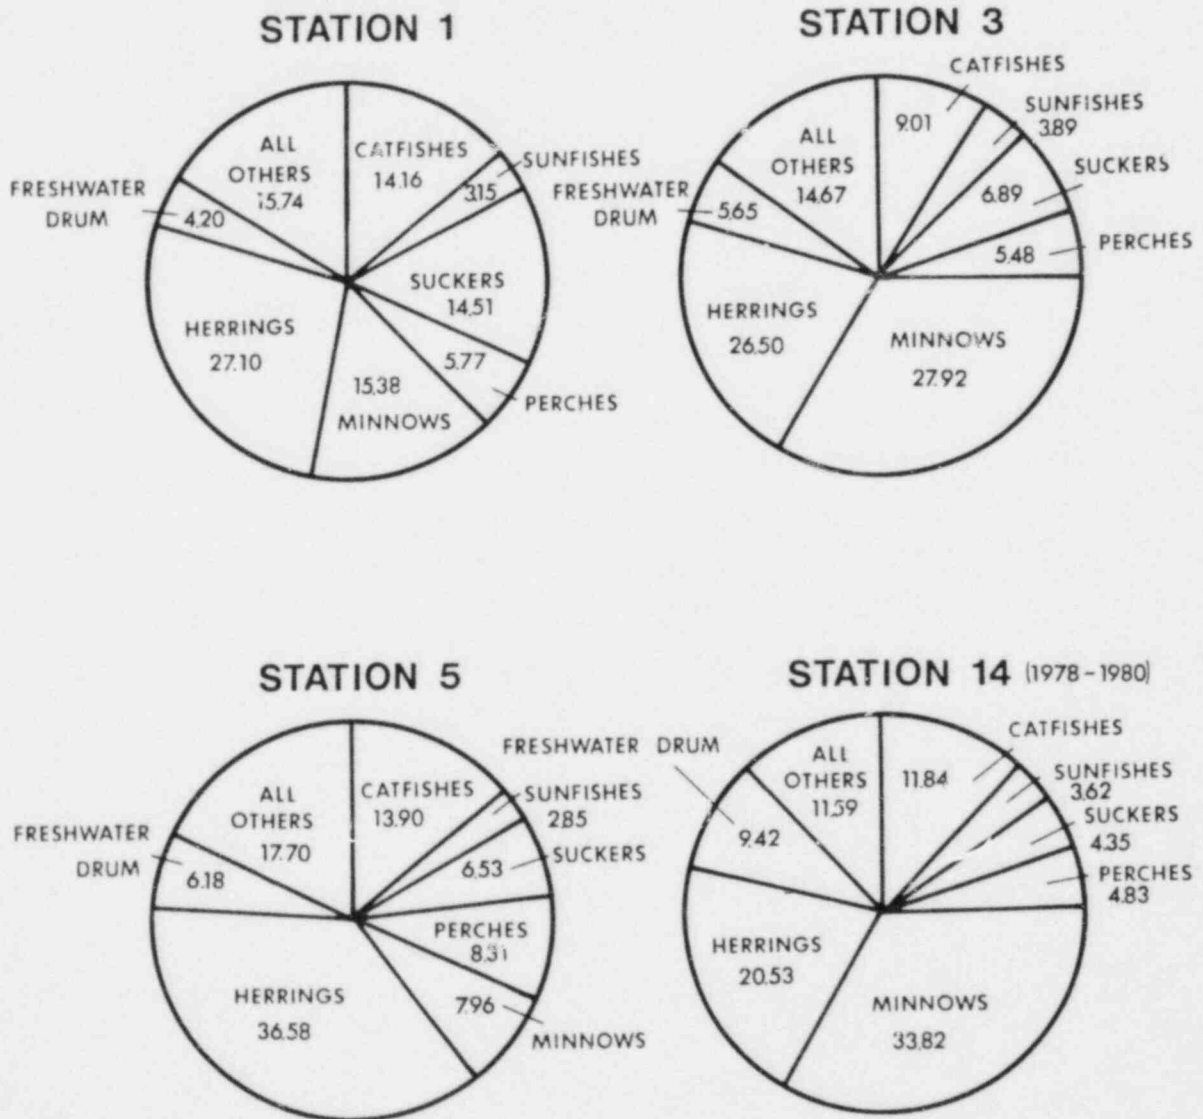 STATION 1
ALL
OTHERS
15.74
CATFISHES
14.16
SUNFISHES
3.15
FRESHWATER
DRUM
4.20
SUCKERS
14.51
HERRINGS
27.10
5.77
PERCHES
15.38
MINNOWS
STATION 3
CATFISHES
9.01
SUNFISHES
3.89
ALL
OTHERS
14.67
SUCKERS
6.89
FRESHWATER
DRUM
5.65
PERCHES
5.48
HERRINGS
26.50
MINNOWS
27.92
STATION 5
ALL
OTHERS
17.70
CATFISHES
13.90
SUNFISHES
2.85
FRESHWATER
DRUM
6.18
6.53
SUCKERS
PERCHES
8.31
HERRINGS
36.58
7.96
MINNOWS
STATION 14 (1978-1980)
FRESHWATER DRUM
9.42
ALL
OTHERS
11.59
CATFISHES
11.84
SUNFISHES
3.62
SUCKERS
4.35
PERCHES
4.83
HERRINGS
20.53
MINNOWS
33.82